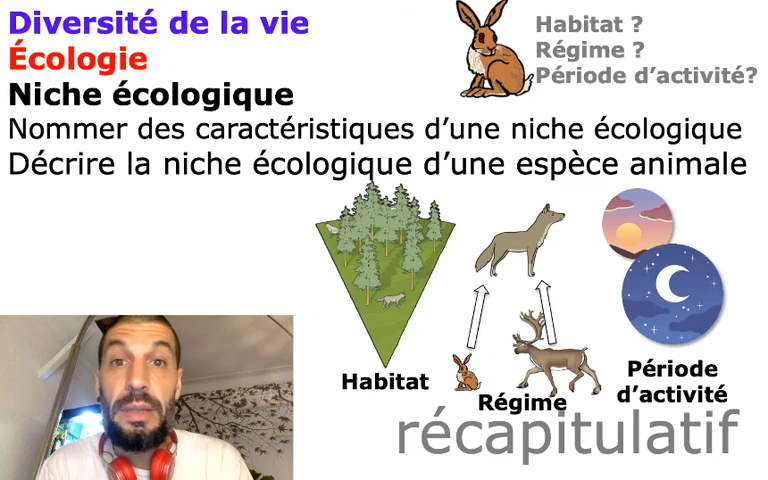 Diversité de la vie
Écologie
Niche écologique
Nommer des caractéristiques d’une niche écologique
Décrire la niche écologique d’une espèce animale
Habitat ?
Régime ?
Période d’activité?
Habitat
Régime
Période
d’activité
récapitulatif